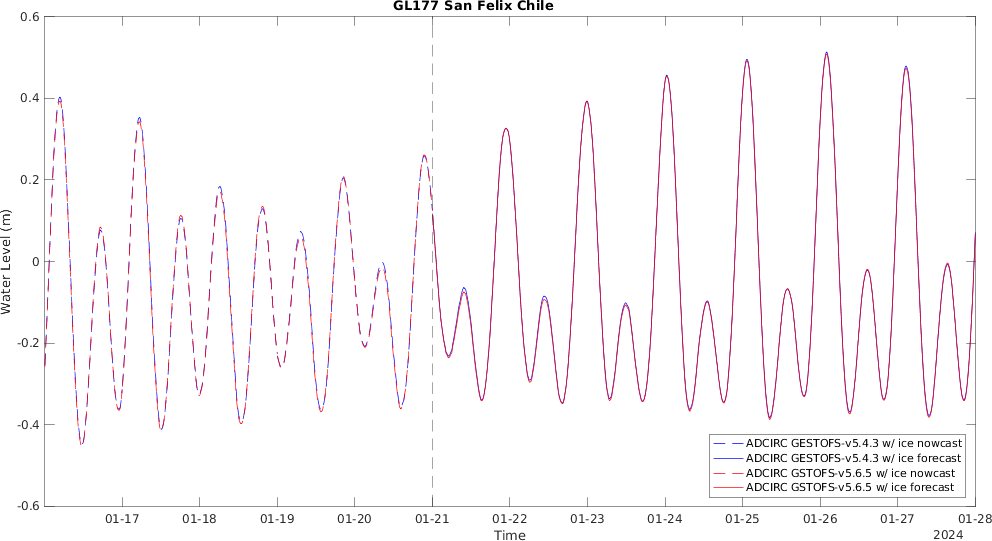 GL177 San Felix Chile
Water Level (m)
0.6
0.4
0.2
0
-0.2
-0.4
-0.6
ADCIRC GESTOFS-v5.4.3 w/ ice nowcast
ADCIRC GESTOFS-v5.4.3 w/ ice forecast
ADCIRC GSTOFS-v5.6.5 w/ ice nowcast
ADCIRC GSTOFS-v5.6.5 w/ ice forecast
01-17 01-18 01-19 01-20 01-21 01-22 01-23 01-24 01-25 01-26 01-27 01-28
Time
2024